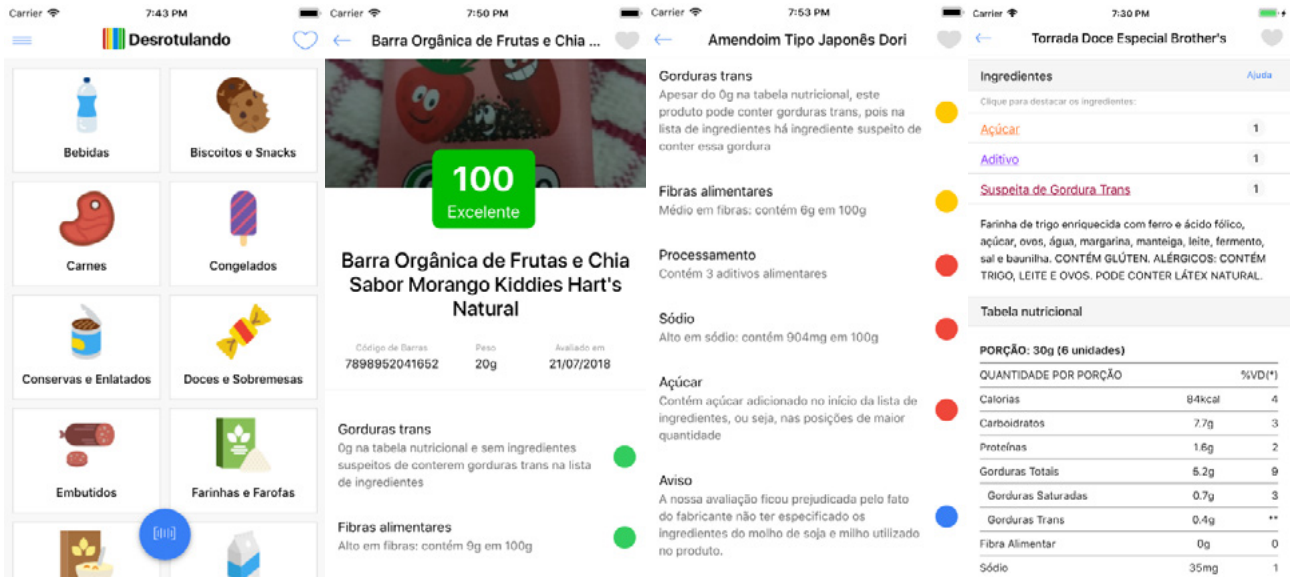 Carrier 7:43 PM
Desrotulando
Bebidas
Biscoitos e Snacks
Carnes
Congelados
Conservas e Enlatados
Doces e Sobremesas
Embutidos
Farinhas e Farofas
Carrier 7:50 PM
Barra Orgânica de Frutas e Chia ...
100
Excelente
Barra Orgânica de Frutas e Chia
Sabor Morango Kiddies Hart's
Natural
Código de Barras Peso Avaliado em
7898952041652 20g 21/07/2018
Gorduras trans
0g na tabela nutricional e sem ingredientes
suspeitos de conterem gorduras trans na lista
de ingredientes
Fibras alimentares
Alto em fibras: contém 9g em 100g
Carrier 7:53 PM
Amendoim Tipo Japonês Dori
Gorduras trans
Apesar do 0g na tabela nutricional, este
produto pode conter gorduras trans, pois na
lista de ingredientes há ingrediente suspeito de
conter essa gordura
Fibras alimentares
Médio em fibras: contém 6g em 100g
Processamento
Contém 3 aditivos alimentares
Sódio
Alto em sódio: contém 904mg em 100g
Açúcar
Contém açúcar adicionado no início da lista de
ingredientes, ou seja, nas posições de maior
quantidade
Aviso
A nossa avaliação ficou prejudicada pelo fato
do fabricante não ter especificado os
ingredientes do molho de soja e milho utilizado
no produto.
Carrier 7:30 PM
Torrada Doce Especial Brother's
Ingredientes Ajuda
Clique para destacar os ingredientes:
Açúcar 1
Aditivo 1
Suspeita de Gordura Trans 1
Farinha de trigo enriquecida com ferro e ácido fólico,
açúcar, ovos, água, margarina, manteiga, leite, fermento,
sal e baunilha. CONTÉM GLÚTEN. ALÉRGICOS: CONTÉM
TRIGO, LEITE E OVOS. PODE CONTER LÁTEX NATURAL.
Tabela nutricional
PORÇÃO: 30g (6 unidades)
QUANTIDADE POR PORÇÃO %VD(*)
Calorias 84kcal 4
Carboidratos 7.7g 3
Proteínas 1.6g 2
Gorduras Totais 5.2g 9
Gorduras Saturadas 0.7g 3
Gorduras Trans 0.4g **
Fibra Alimentar 0g 0
Sódio 35mg 1